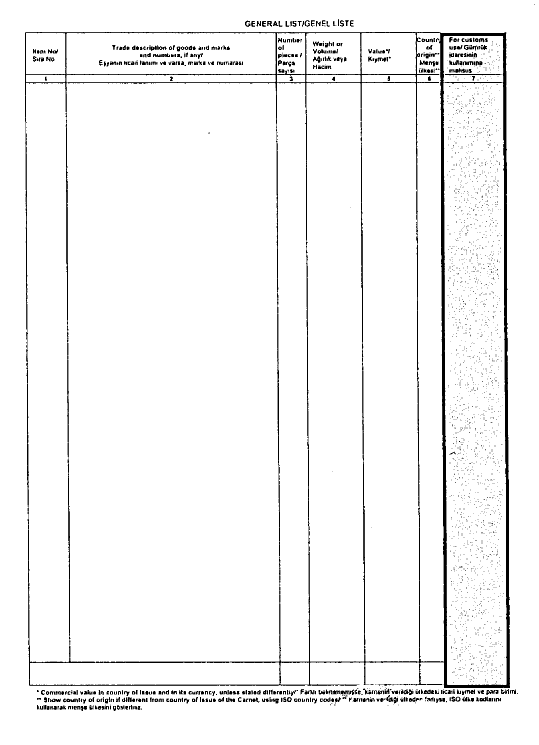 GENERAL LIST/GENEL LİSTE
Item No/
Sıra No
Trade description of goods and marks
and numbers, if any/
Eşyanın ticari tanımı ve varsa, marka ve numarası
Number
of
pieces /
Parça
sayısı
Weight or
Volume/
Ağırlık veya
Hacim
Value*/
Kıymet*
Country
of
origin**
Menşe
ülkesi**
For customs
use/ Gümrük
idaresinin
kullanımına
mahsus
1 2 3 4 5 6 7
* Commercial value in country of issue and in its currency, unless stated differently/* Farklı belirtilmemişse, karnenin verildiği ülkedeki ticari kıymet ve para birimi.
** Show country of origin if different from country of issue of the Carnet, using ISO country codes/** Karnenin verildiği ülkeden farklıysa, ISO ülke kodlarını
kullanarak menşe ülkesini gösteriniz.